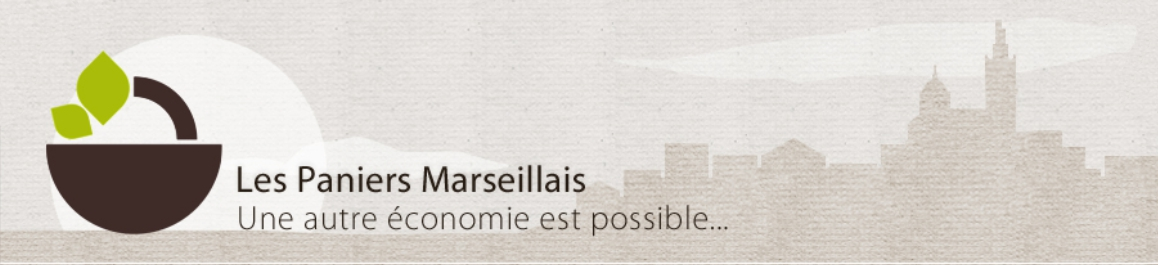 Les Paniers Marseillais
Une autre économie est possible...